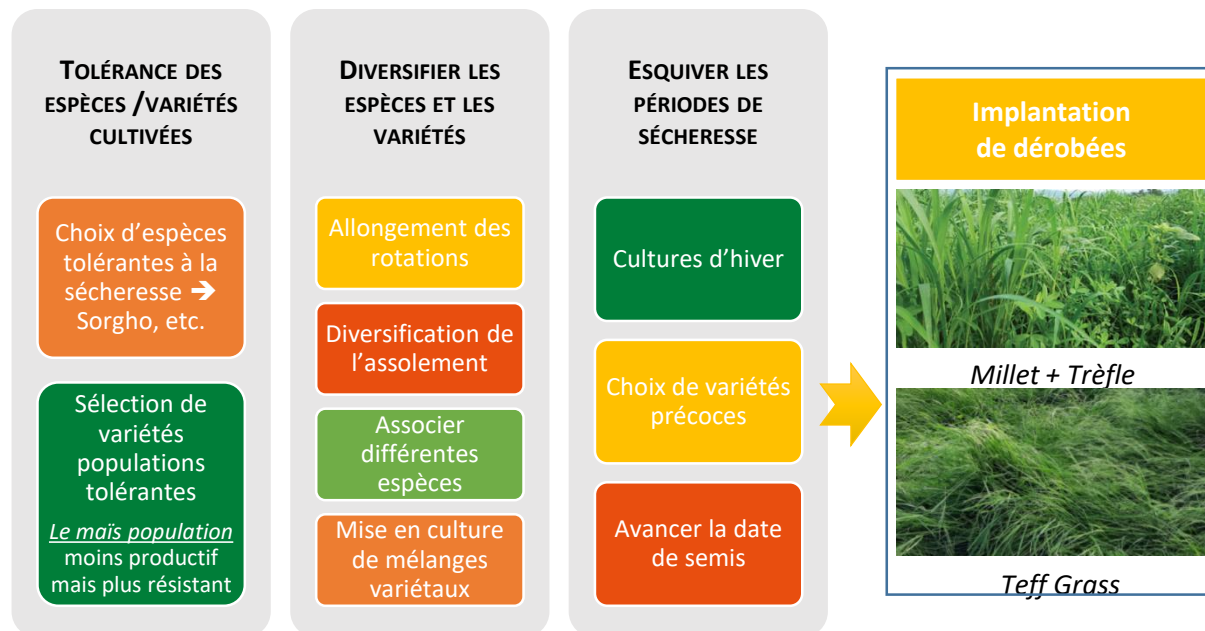 TOLÉRANCE DES
ESPÈCES /VARIÉTÉS
CULTIVÉES
Choix d’espèces
tolérantes à la
sécheresse ➔
Sorgho, etc.
Sélection de
variétés
populations
tolérantes
Le maïs population
moins productif
mais plus résistant
DIVERSIFIER LES
ESPÈCES ET LES
VARIÉTÉS
Allongement des
rotations
Diversification de
l’assolement
Associer
différentes
espèces
Mise en culture
de mélanges
variétaux
ESQUIVER LES
PÉRIODES DE
SÉCHERESSE
Cultures d’hiver
Choix de variétés
précoces
Avancer la date
de semis
Implantation
de dérobées
Millet + Trèfle
Teff Grass